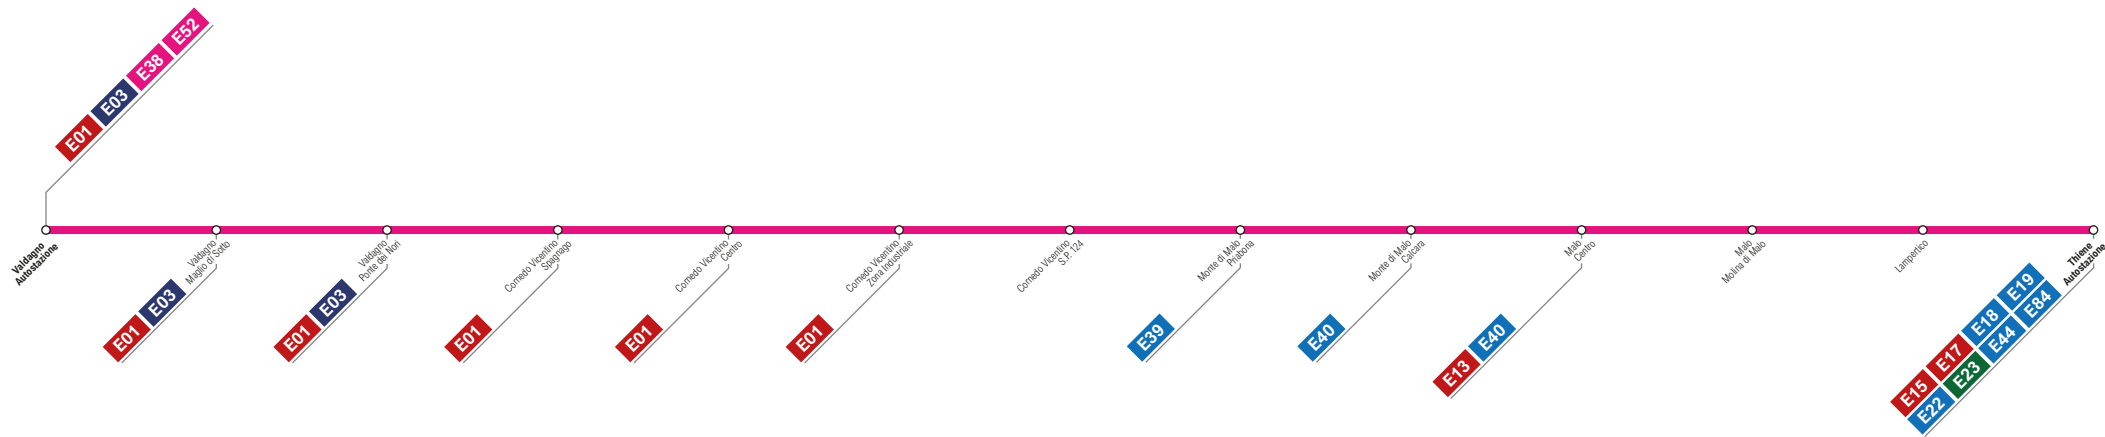 E01 E03 E38 E52
Valdagno
Autostazione
Valdagno
Maglio di Sotto
E01 E03
Valdagno
Ponte dei Nori
E01 E03
Cornedo Vicentino
Spagnago
E01
Cornedo Vicentino
Centro
E01
Cornedo Vicentino
Zona Industriale
E01
Cornedo Vicentino
S.P. 124
Monte di Malo
Priabona
E39
Monte di Malo
Calcara
E40
Malo
Centro
E13 E40
Malo
Molina di Malo
Lampertico
Thiene
Autostazione
E15 E17 E18 E19
E22 E23 E44 E84